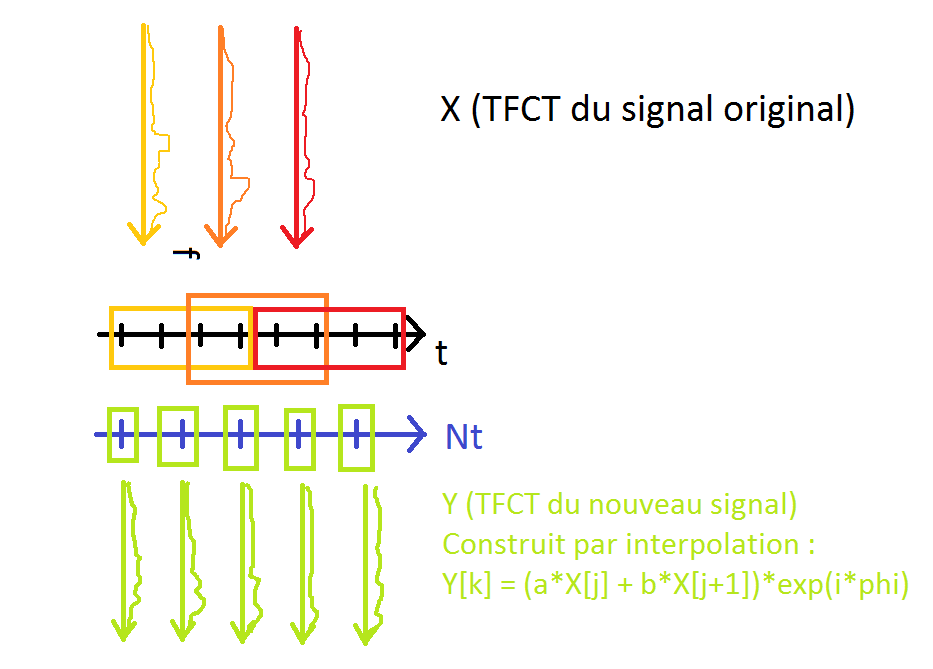 X (TFCT du signal original)
f
t
Nt
Y (TFCT du nouveau signal)
Construit par interpolation :
Y[k] = (a*X[j] + b*X[j+1])*exp(i*phi)